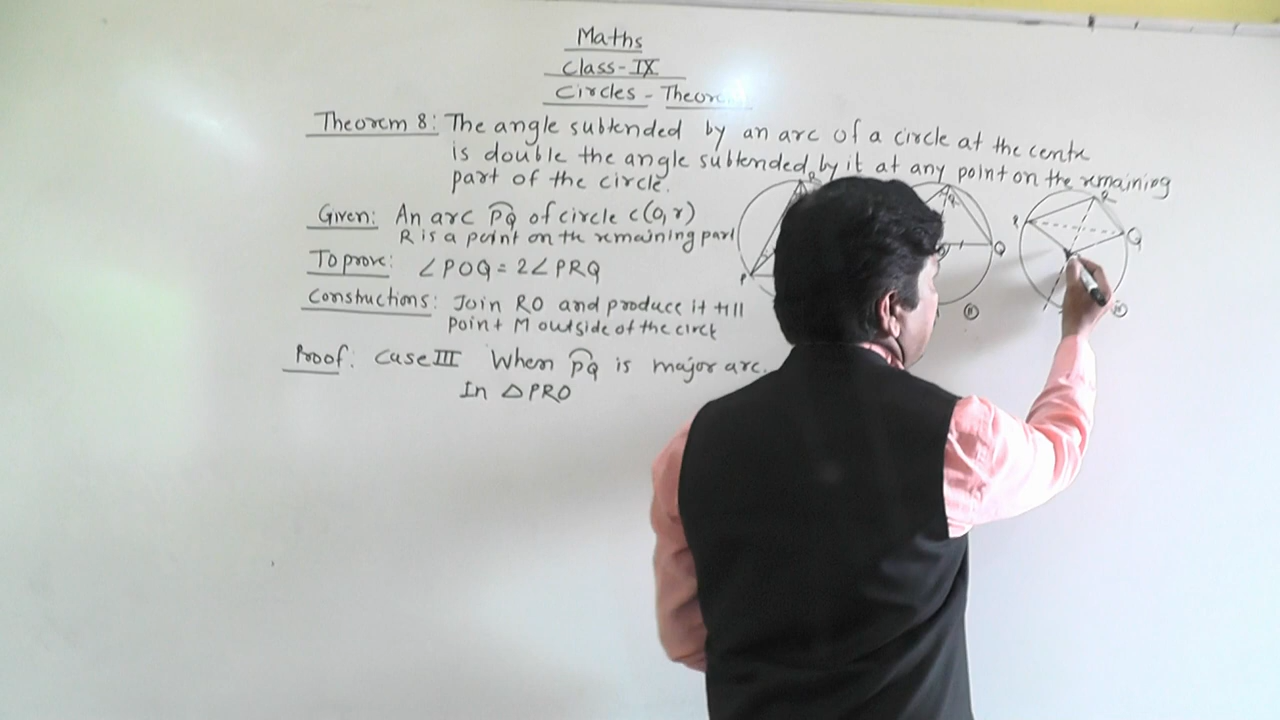 Maths
Class-IX
Circles - Theorem
Theorem 8: The angle subtended by an arc of a circle at the centre
is double the angle subtended by it at any point on the remaining
part of the circle.
Given: An arc PQ of circle C(O,r)
R is a point on the remaining part
To prove: ∠POQ = 2∠PRQ
Constructions: Join RO and produce it till
point M outside of the circle
Proof: Case III When PQ is major arc.
In △PRO
P
Q
R
Q